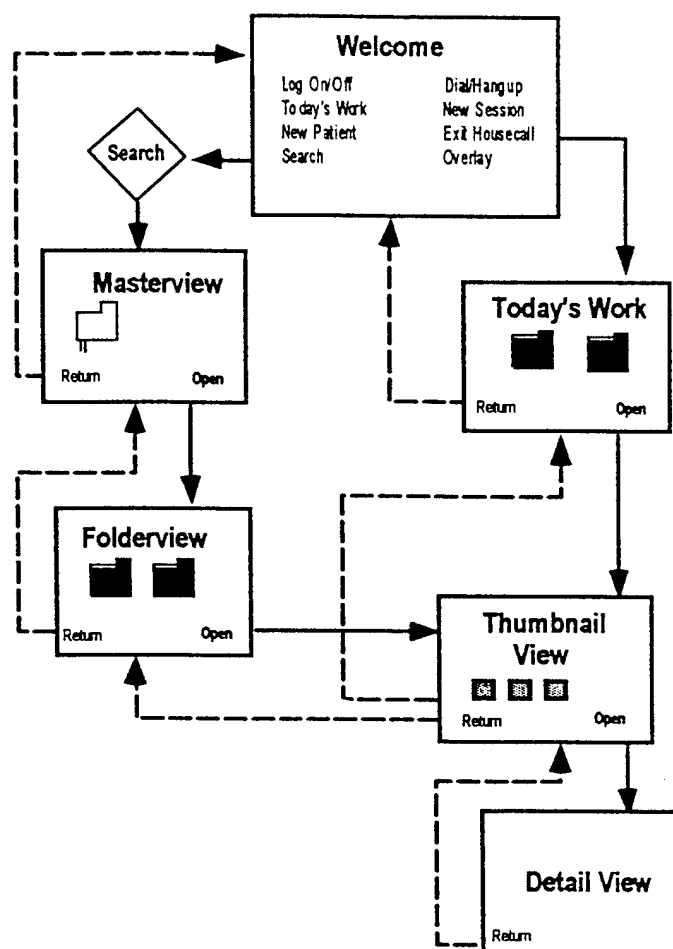 Welcome
Log On/Off
Dial/Hangup
Today's Work
New Session
New Patient
Exit Housecall
Search
Overlay
Search
Masterview
Return
Open
Today's Work
Return
Open
Folderview
Return
Open
Thumbnail
View
Return
Open
Detail View
Return